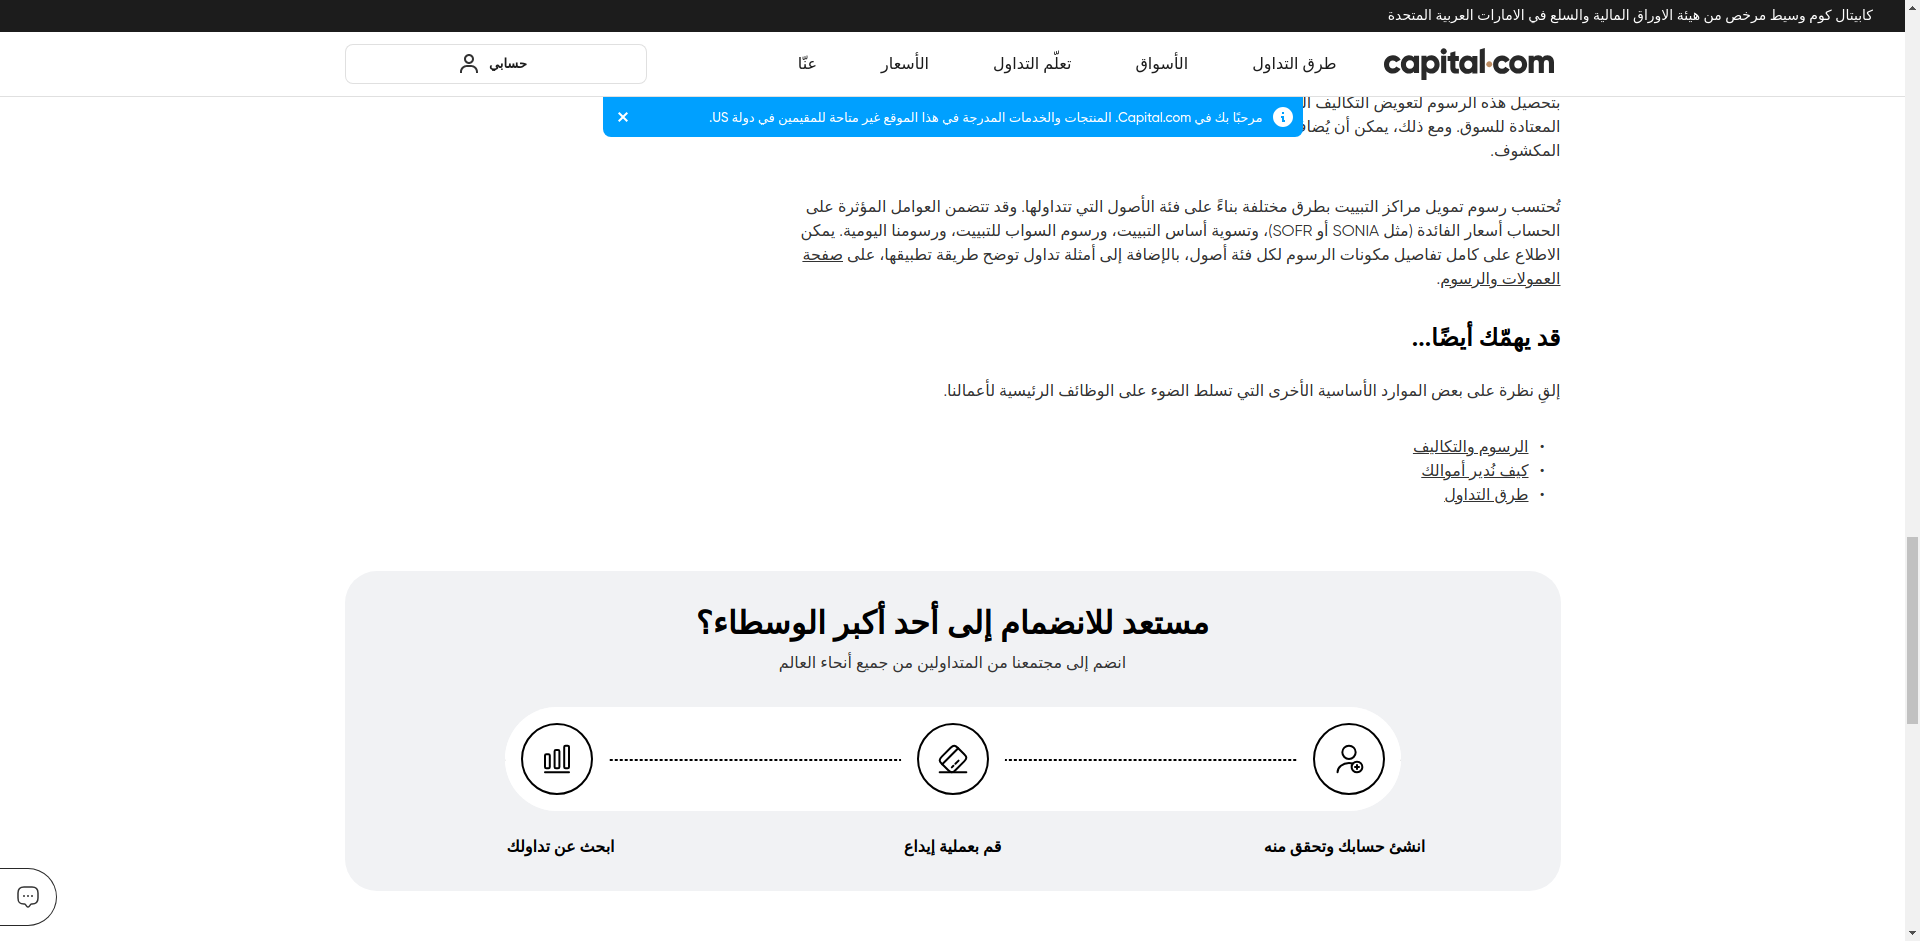 كابيتال كوم وسيط مرخص من هيئة الاوراق المالية والسلع في الامارات العربية المتحدة
capital.com
طرق التداول
الأسواق
تعلّم التداول
الأسعار
عنّا
حسابي
بتحصيل هذه الرسوم لتعويض التكاليف
مرحبًا بك في Capital.com. المنتجات والخدمات المدرجة في هذا الموقع غير متاحة للمقيمين في دولة US.
المعتادة للسوق. ومع ذلك، يمكن أن
المكشوف.
تُحتسب رسوم تمويل مراكز التبييت بطرق مختلفة بناءً على فئة الأصول التي تتداولها. وقد تتضمن العوامل المؤثرة على
الحساب أسعار الفائدة (مثل SONIA أو SOFR)، وتسوية أساس التبييت، ورسوم السواب للتبييت، ورسومنا اليومية. يمكن
الاطلاع على كامل تفاصيل مكونات الرسوم لكل فئة أصول، بالإضافة إلى أمثلة تداول توضح طريقة تطبيقها، على صفحة
العمولات والرسوم.
قد يهمّك أيضًا...
إلقِ نظرة على بعض الموارد الأساسية الأخرى التي تسلط الضوء على الوظائف الرئيسية لأعمالنا.
• الرسوم والتكاليف
• كيف نُدير أموالك
• طرق التداول
مستعد للانضمام إلى أحد أكبر الوسطاء؟
انضم إلى مجتمعنا من المتداولين من جميع أنحاء العالم
انشئ حسابك وتحقق منه
قم بعملية إيداع
ابحث عن تداولك